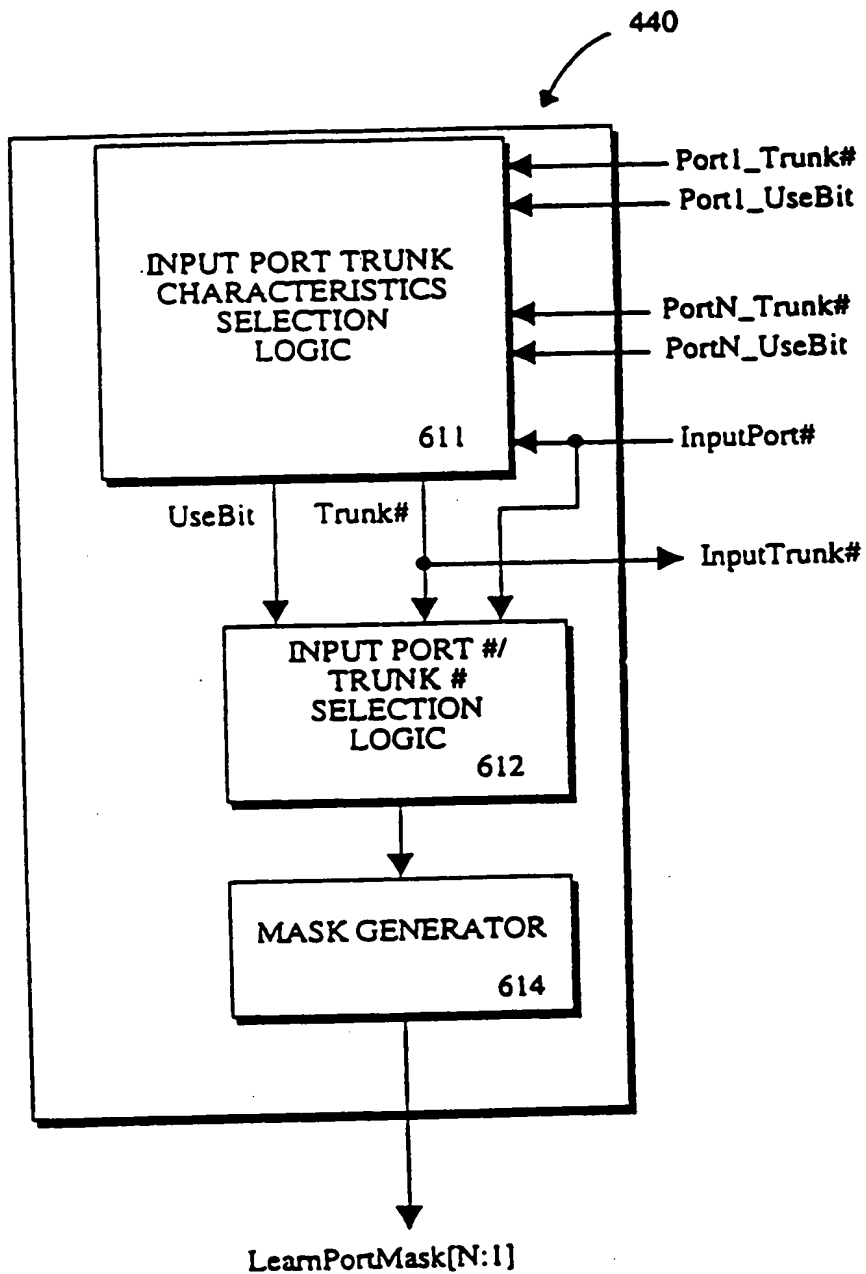 440
Port1_Trunk#
Port1_UseBit
INPUT PORT TRUNK
CHARACTERISTICS
SELECTION
LOGIC
611
PortN_Trunk#
PortN_UseBit
InputPort#
UseBit
Trunk#
InputTrunk#
INPUT PORT #/
TRUNK #
SELECTION
LOGIC
612
MASK GENERATOR
614
LearnPortMask[N:1]